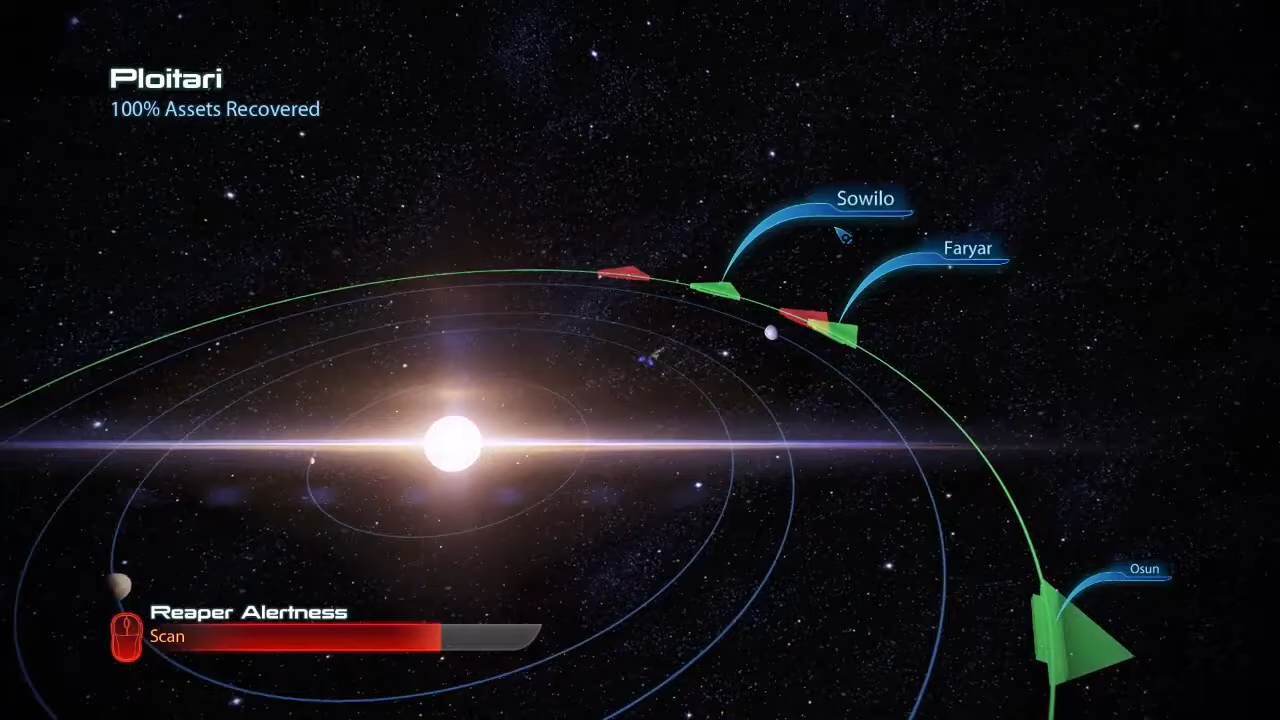 Ploitari
100% Assets Recovered
Sowilo
Faryar
Osun
Reaper Alertness
Scan